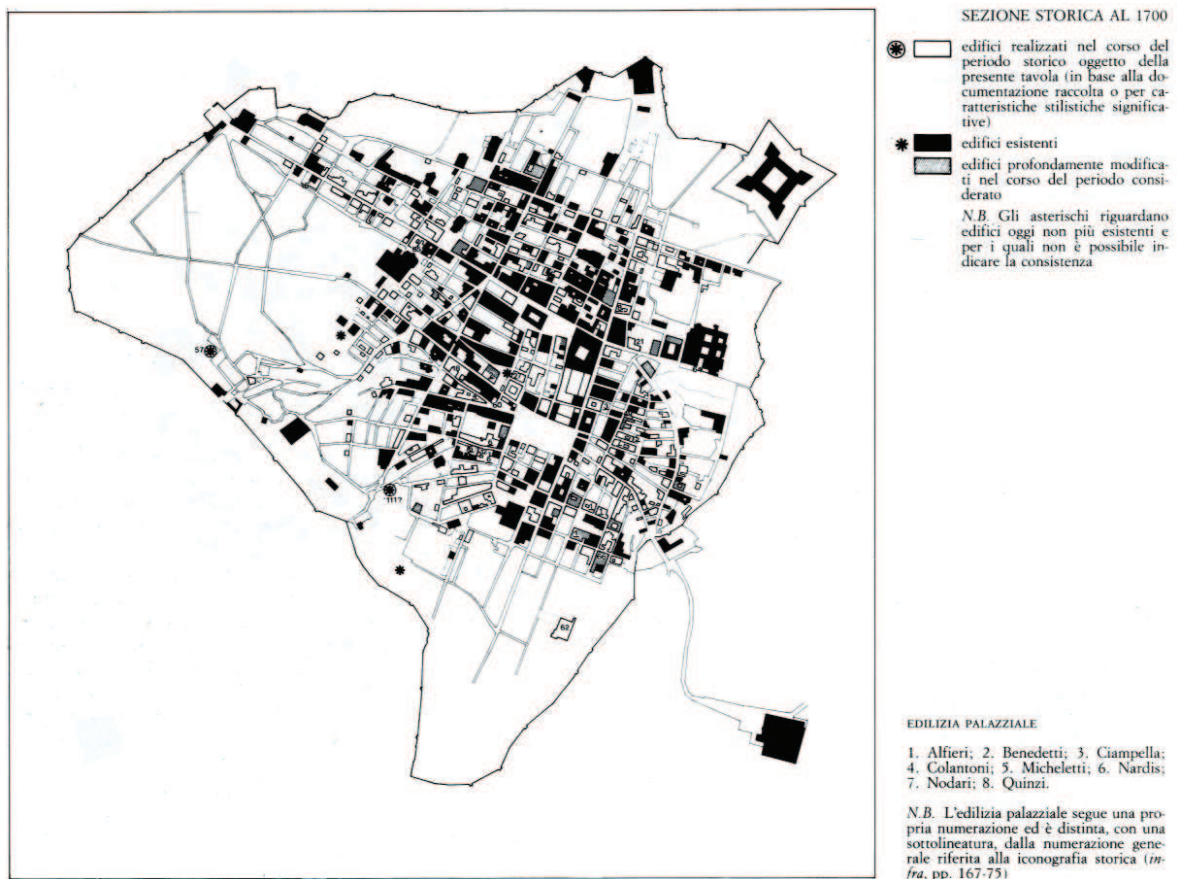 SEZIONE STORICA AL 1700
edifici realizzati nel corso del
periodo storico oggetto della
presente tavola (in base alla do-
cumentazione raccolta o per ca-
ratteristiche stilistiche significa-
tive)
edifici esistenti
edifici profondamente modifica-
ti nel corso del periodo consi-
derato
N.B. Gli asterischi riguardano
edifici oggi non più esistenti e
per i quali non è possibile in-
dicare la consistenza
57
21
60
111?
62
EDILIZIA PALAZZIALE
1. Alfieri; 2. Benedetti; 3. Ciampella;
4. Colantoni; 5. Micheletti; 6. Nardis;
7. Nodari; 8. Quinzi.
N.B. L'edilizia palazziale segue una pro-
pria numerazione ed è distinta, con una
sottolineatura, dalla numerazione gene-
rale riferita alla iconografia storica (in-
fra, pp. 167-75)